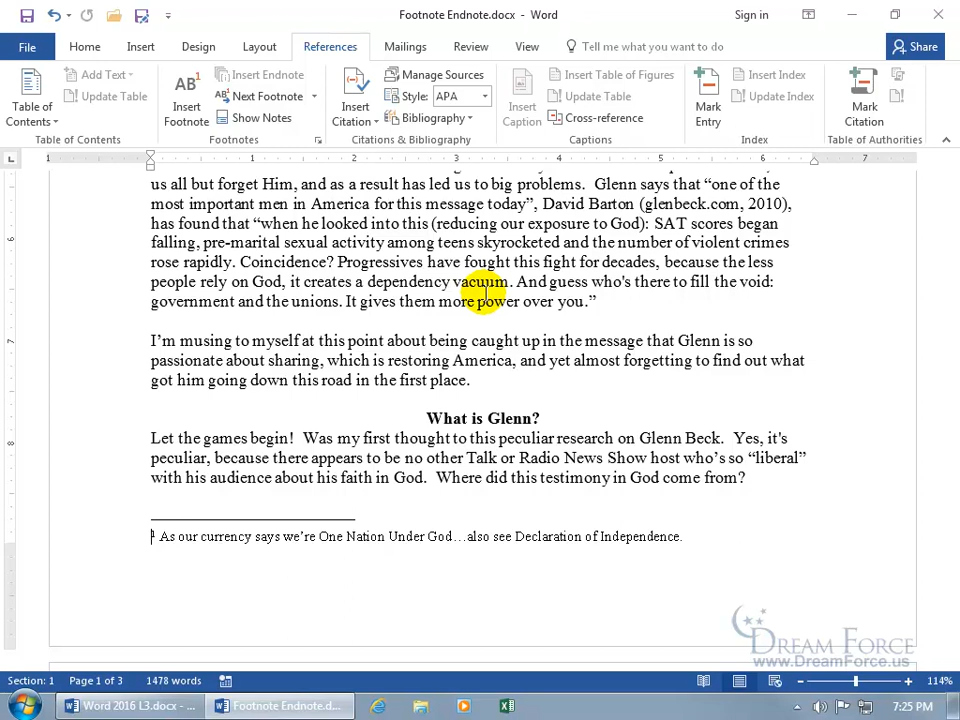 Footnote Endnote.docx - Word
Sign in
File Home Insert Design Layout References Mailings Review View Tell me what you want to do Share
Table of Contents
Add Text
Update Table
Table of Contents
AB1 Insert Footnote
Insert Endnote
Next Footnote
Show Notes
Footnotes
Insert Citation
Manage Sources
Style: APA
Bibliography
Citations & Bibliography
Insert Caption
Insert Table of Figures
Update Table
Cross-reference
Captions
Mark Entry
Insert Index
Update Index
Index
Mark Citation
Table of Authorities
1 1 2 3 4 5 6 7
us all but forget Him, and as a result has led us to big problems.  Glenn says that “one of the
most important men in America for this message today”, David Barton (glenbeck.com, 2010),
has found that “when he looked into this (reducing our exposure to God): SAT scores began
falling, pre-marital sexual activity among teens skyrocketed and the number of violent crimes
rose rapidly. Coincidence? Progressives have fought this fight for decades, because the less
people rely on God, it creates a dependency vacuum. And guess who's there to fill the void:
government and the unions. It gives them more power over you.”
I’m musing to myself at this point about being caught up in the message that Glenn is so
passionate about sharing, which is restoring America, and yet almost forgetting to find out what
got him going down this road in the first place.
What is Glenn?
Let the games begin!  Was my first thought to this peculiar research on Glenn Beck.  Yes, it's
peculiar, because there appears to be no other Talk or Radio News Show host who’s so “liberal”
with his audience about his faith in God.  Where did this testimony in God come from?
1 As our currency says we’re One Nation Under God…also see Declaration of Independence.
6
7
8
DREAM FORCE
www.DreamForce.us
Section: 1 Page 1 of 3 1478 words 114%
Word 2016 L3.docx - ... Footnote Endnote.do... 7:25 PM